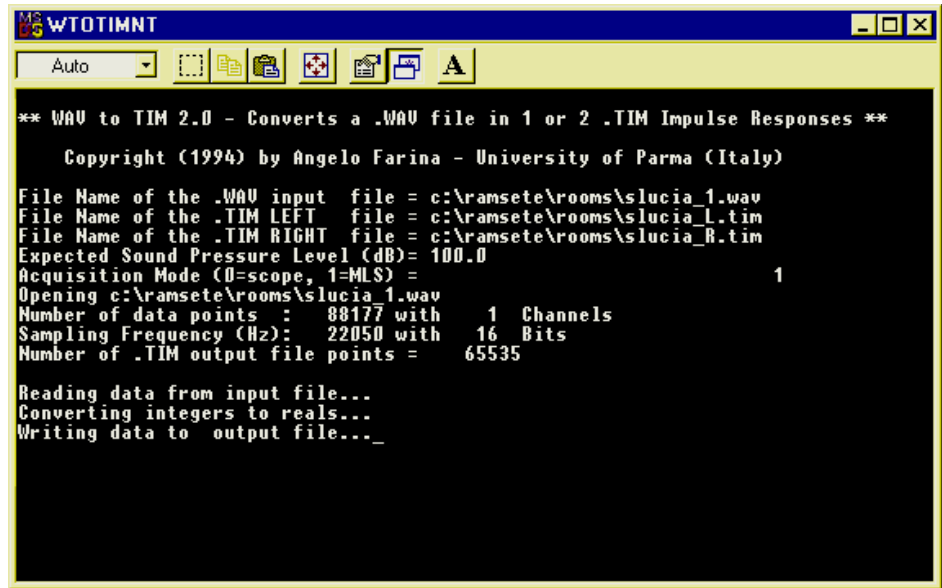 WTOTIMNT
Auto
A
** WAV to TIM 2.0 - Converts a .WAV file in 1 or 2 .TIM Impulse Responses **
Copyright (1994) by Angelo Farina - University of Parma (Italy)
File Name of the .WAV input  file = c:\ramsete\rooms\slucia_1.wav
File Name of the .TIM LEFT   file = c:\ramsete\rooms\slucia_L.tim
File Name of the .TIM RIGHT  file = c:\ramsete\rooms\slucia_R.tim
Expected Sound Pressure Level (dB)= 100.0
Acquisition Mode (0=scope, 1=MLS) =                                     1
Opening c:\ramsete\rooms\slucia_1.wav
Number of data points  :   88177 with    1  Channels
Sampling Frequency (Hz):   22050 with   16  Bits
Number of .TIM output file points =    65535
Reading data from input file...
Converting integers to reals...
Writing data to  output file..._